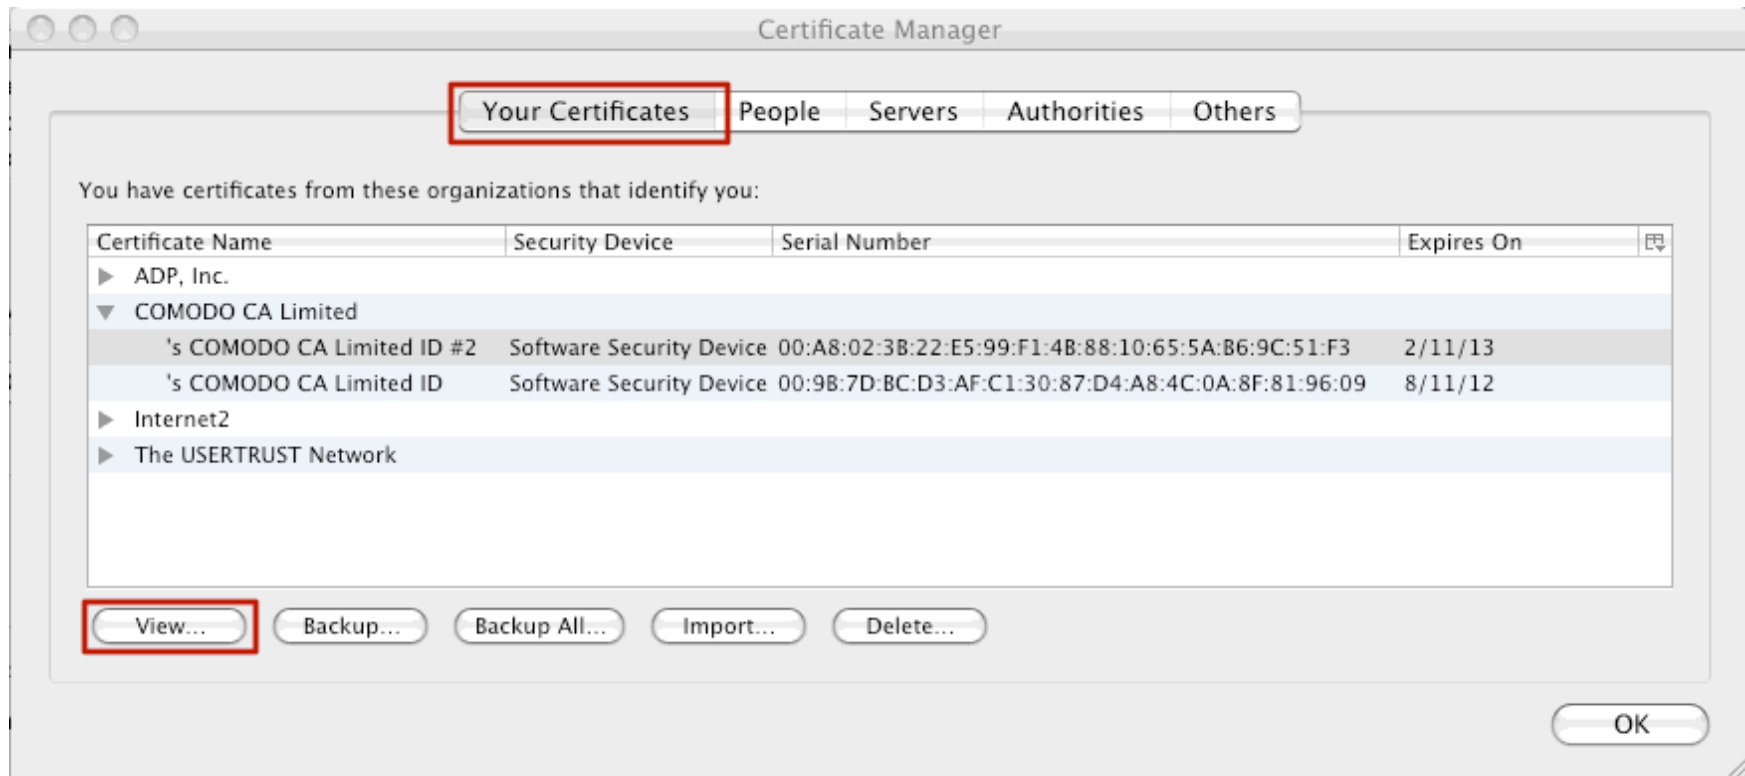 Certificate Manager
Your Certificates People Servers Authorities Others
You have certificates from these organizations that identify you:
Certificate Name Security Device Serial Number Expires On
ADP, Inc.
COMODO CA Limited
's COMODO CA Limited ID #2 Software Security Device 00:A8:02:3B:22:E5:99:F1:4B:88:10:65:5A:B6:9C:51:F3 2/11/13
's COMODO CA Limited ID Software Security Device 00:9B:7D:BC:D3:AF:C1:30:87:D4:A8:4C:0A:8F:81:96:09 8/11/12
Internet2
The USERTRUST Network
View... Backup... Backup All... Import... Delete...
OK